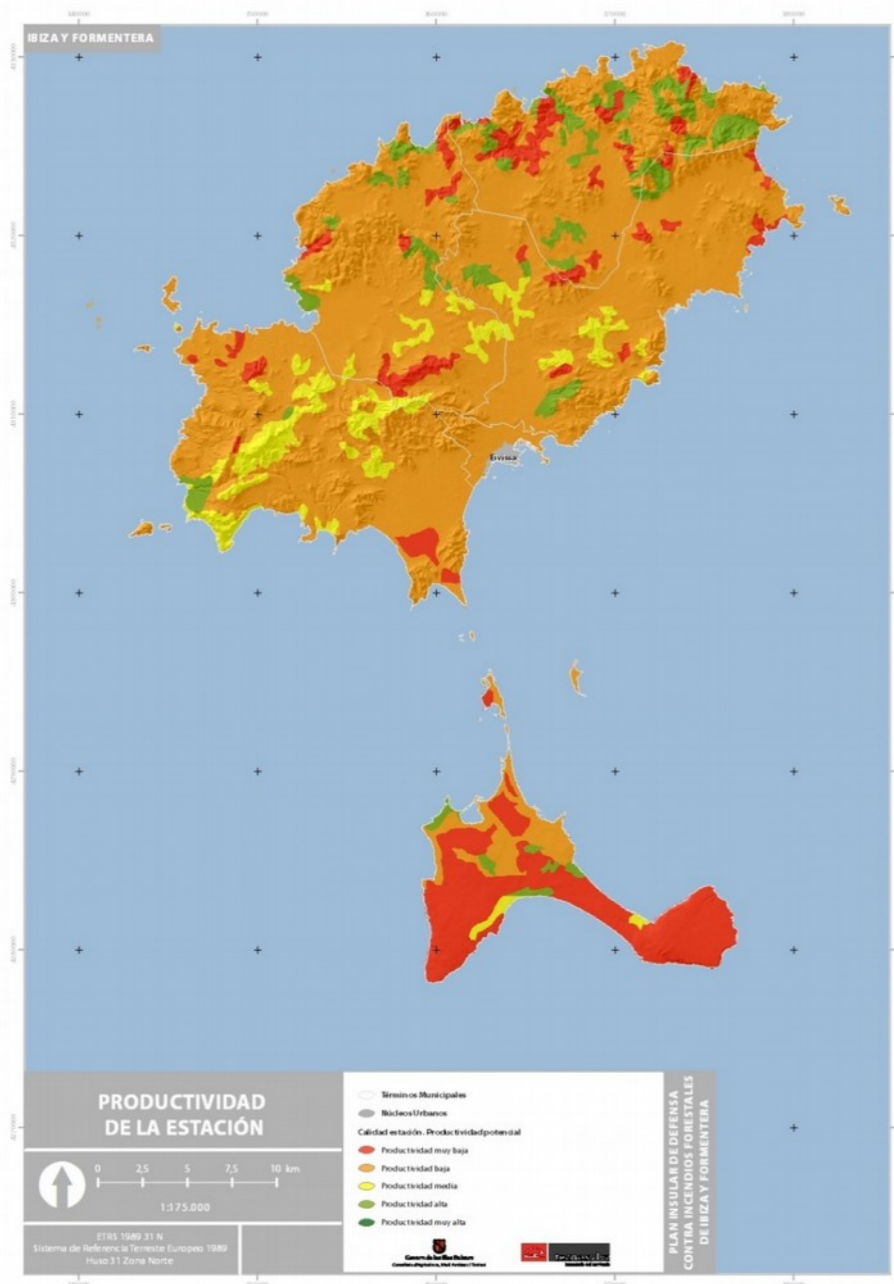 IBIZA Y FORMENTERA
Eivissa
PRODUCTIVIDAD
DE LA ESTACIÓN
0 2,5 5 7,5 10 km
1:175.000
ETRS 1989 31 N
Sistema de Referencia Terrestre Europeo 1989
Huso 31 Zona Norte
Términos Municipales
Núcleos Urbanos
Calidad estación. Productividad potencial
Productividad muy baja
Productividad baja
Productividad media
Productividad alta
Productividad muy alta
Govern de les Illes Balears
PLAN INSULAR DE DEFENSA
CONTRA INCENDIOS FORESTALES
DE IBIZA Y FORMENTERA